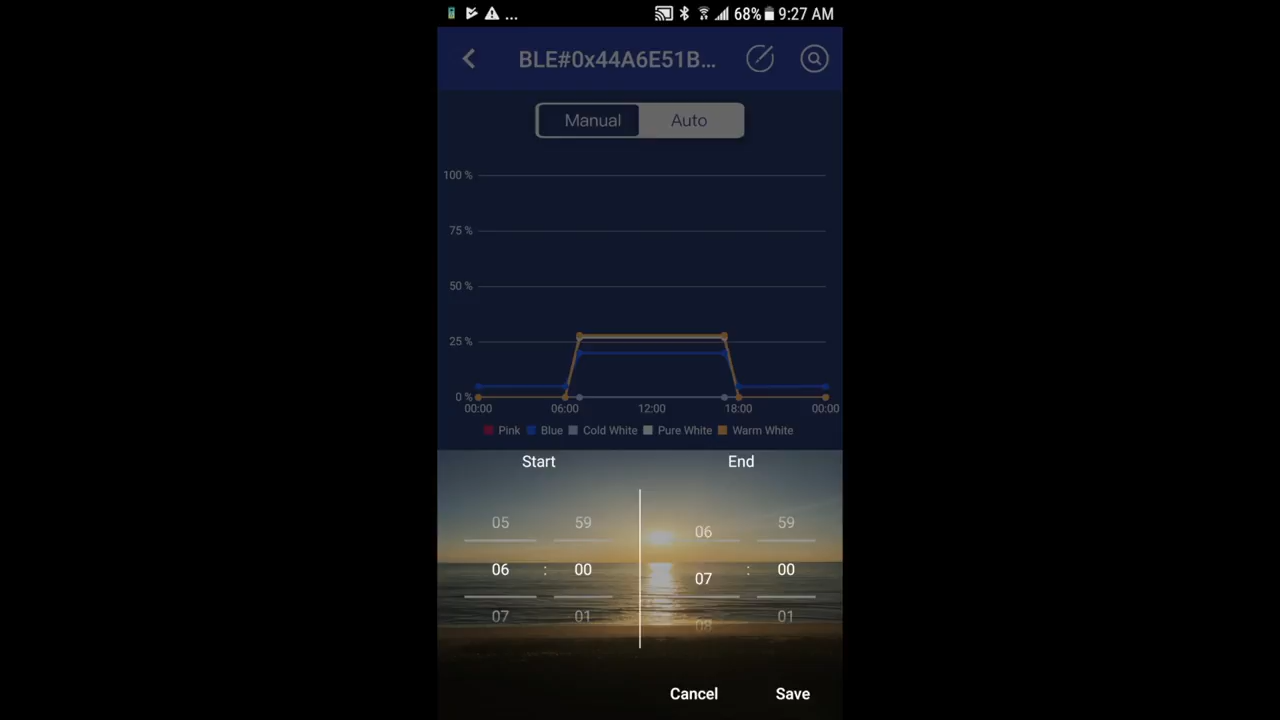 ... 68% 9:27 AM
BLE#0x44A6E51B...
Manual Auto
100 %
75 %
50 %
25 %
0 %
00:00 06:00 12:00 18:00 00:00
Pink Blue Cold White Pure White Warm White
Start End
05 59 06 59
06 : 00 07 : 00
07 01 08 01
Cancel Save